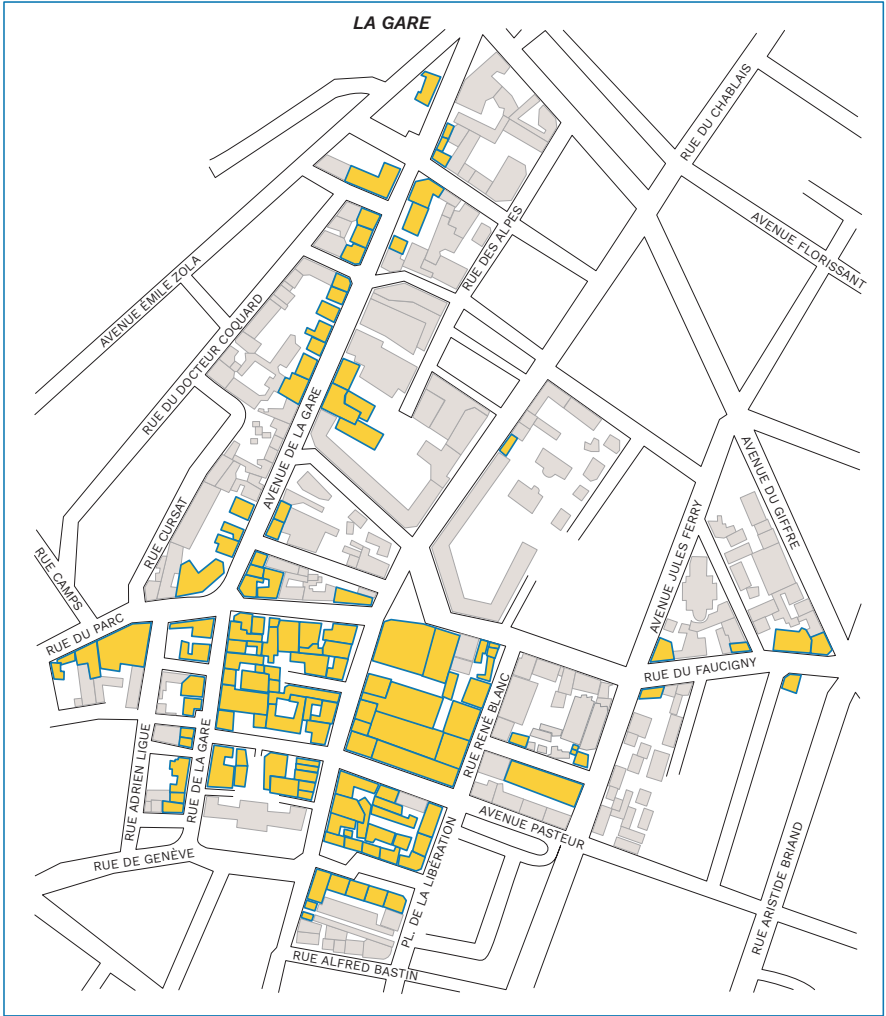 LA GARE
RUE DU CHABLAIS
AVENUE FLORISSANT
RUE DES ALPES
AVENUE ÉMILE ZOLA
RUE DU DOCTEUR COQUARD
AVENUE DE LA GARE
AVENUE DU GIFFRE
RUE CURSAT
AVENUE JULES FERRY
RUE CAMPS
RUE DU PARC
RUE DU FAUCIGNY
RUE RENÉ BLANC
RUE ADRIEN LIGUE
RUE DE LA GARE
AVENUE PASTEUR
RUE DE GENÈVE
PL. DE LA LIBÉRATION
RUE ARISTIDE BRIAND
RUE ALFRED BASTIN